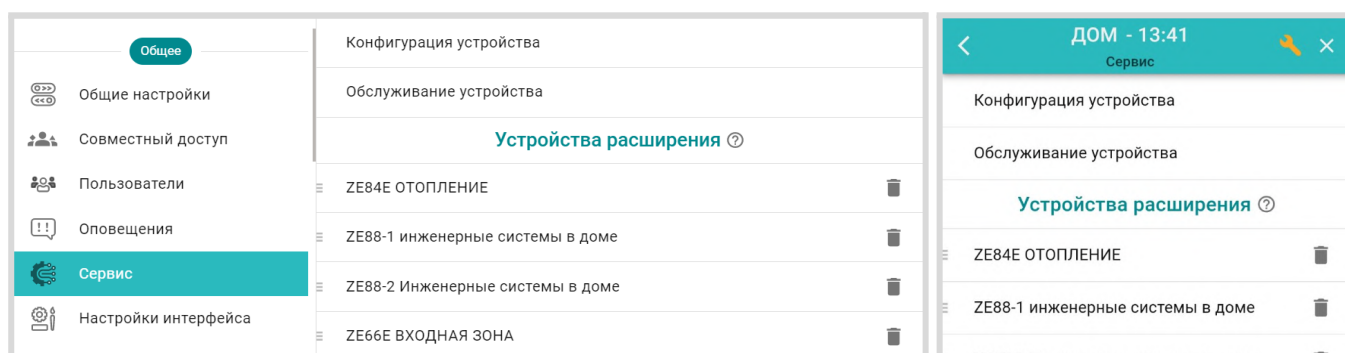 Общее
Общие настройки
Совместный доступ
Пользователи
Оповещения
Сервис
Настройки интерфейса
Конфигурация устройства
Обслуживание устройства
Устройства расширения ?
ZE84E ОТОПЛЕНИЕ
ZE88-1 инженерные системы в доме
ZE88-2 Инженерные системы в доме
ZE66E ВХОДНАЯ ЗОНА
ДОМ - 13:41
Сервис
Конфигурация устройства
Обслуживание устройства
Устройства расширения ?
ZE84E ОТОПЛЕНИЕ
ZE88-1 инженерные системы в доме